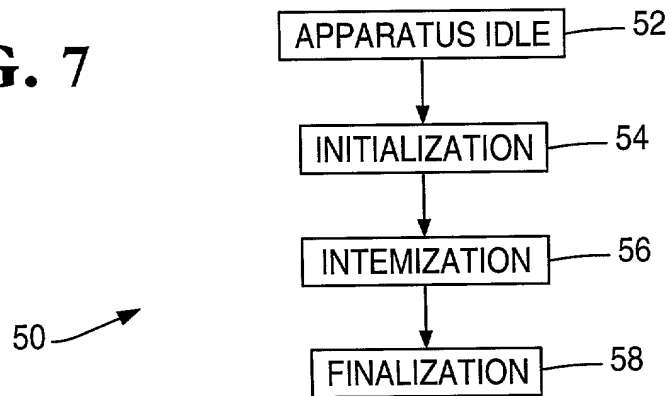 G. 7
APPARATUS IDLE 52
INITIALIZATION 54
INTEMIZATION 56
50
FINALIZATION 58